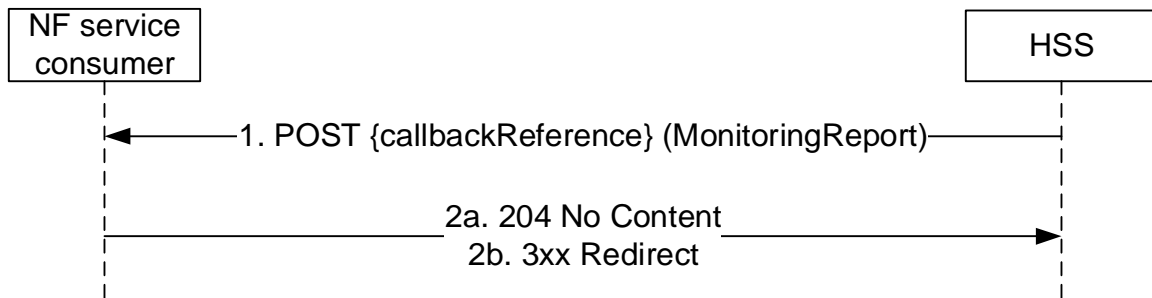 NF service
consumer
HSS
1. POST {callbackReference} (MonitoringReport)
2a. 204 No Content
2b. 3xx Redirect